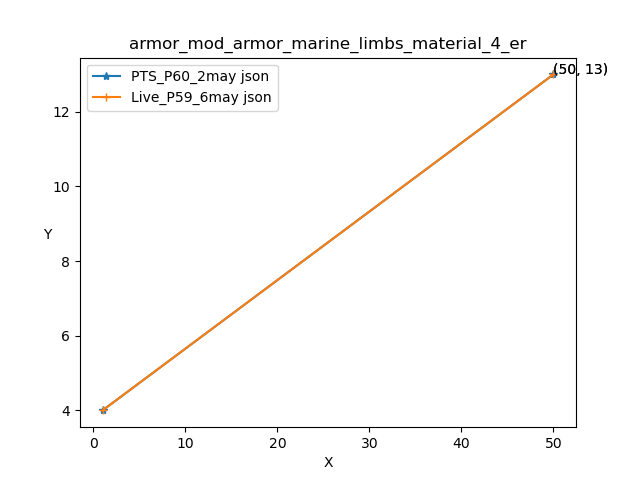 armor_mod_armor_marine_limbs_material_4_er
PTS_P60_2may json
Live_P59_6may json
(50, 13)
12
10
8
6
4
Y
0
10
20
30
40
50
X